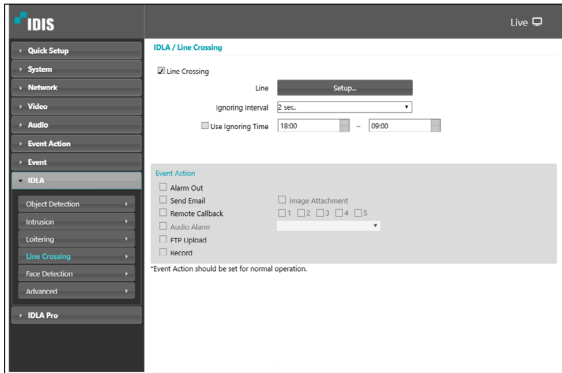 IDIS
Live
Quick Setup
System
Network
Video
Audio
Event Action
Event
IDLA
Object Detection
Intrusion
Loitering
Line Crossing
Face Detection
Advanced
IDLA Pro
IDLA / Line Crossing
Line Crossing
Line Setup...
Ignoring Interval 2 sec.
Use Ignoring Time 18:00 ~ 09:00
Event Action
Alarm Out
Send Email Image Attachment
Remote Callback 1 2 3 4 5
Audio Alarm
FTP Upload
Record
*Event Action should be set for normal operation.